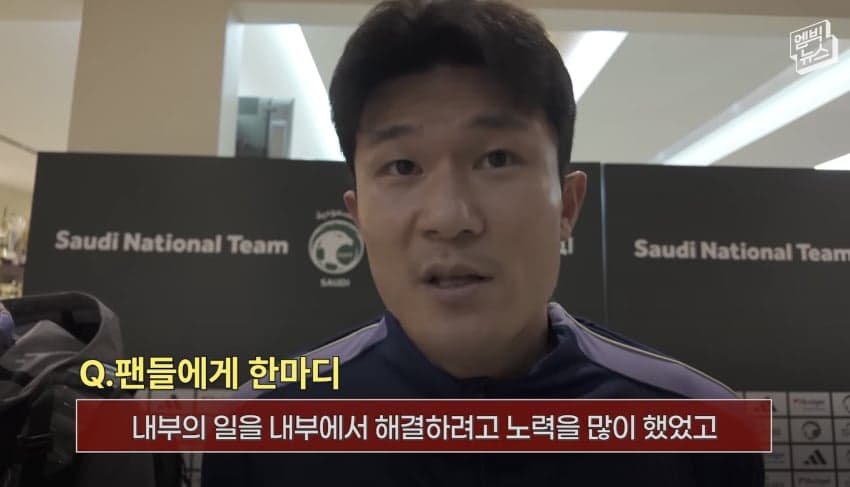 엠빅
뉴스
Saudi National Team
Saudi National Team
SAUDI
Q.팬들에게 한마디
내부의 일을 내부에서 해결하려고 노력을 많이 했었고